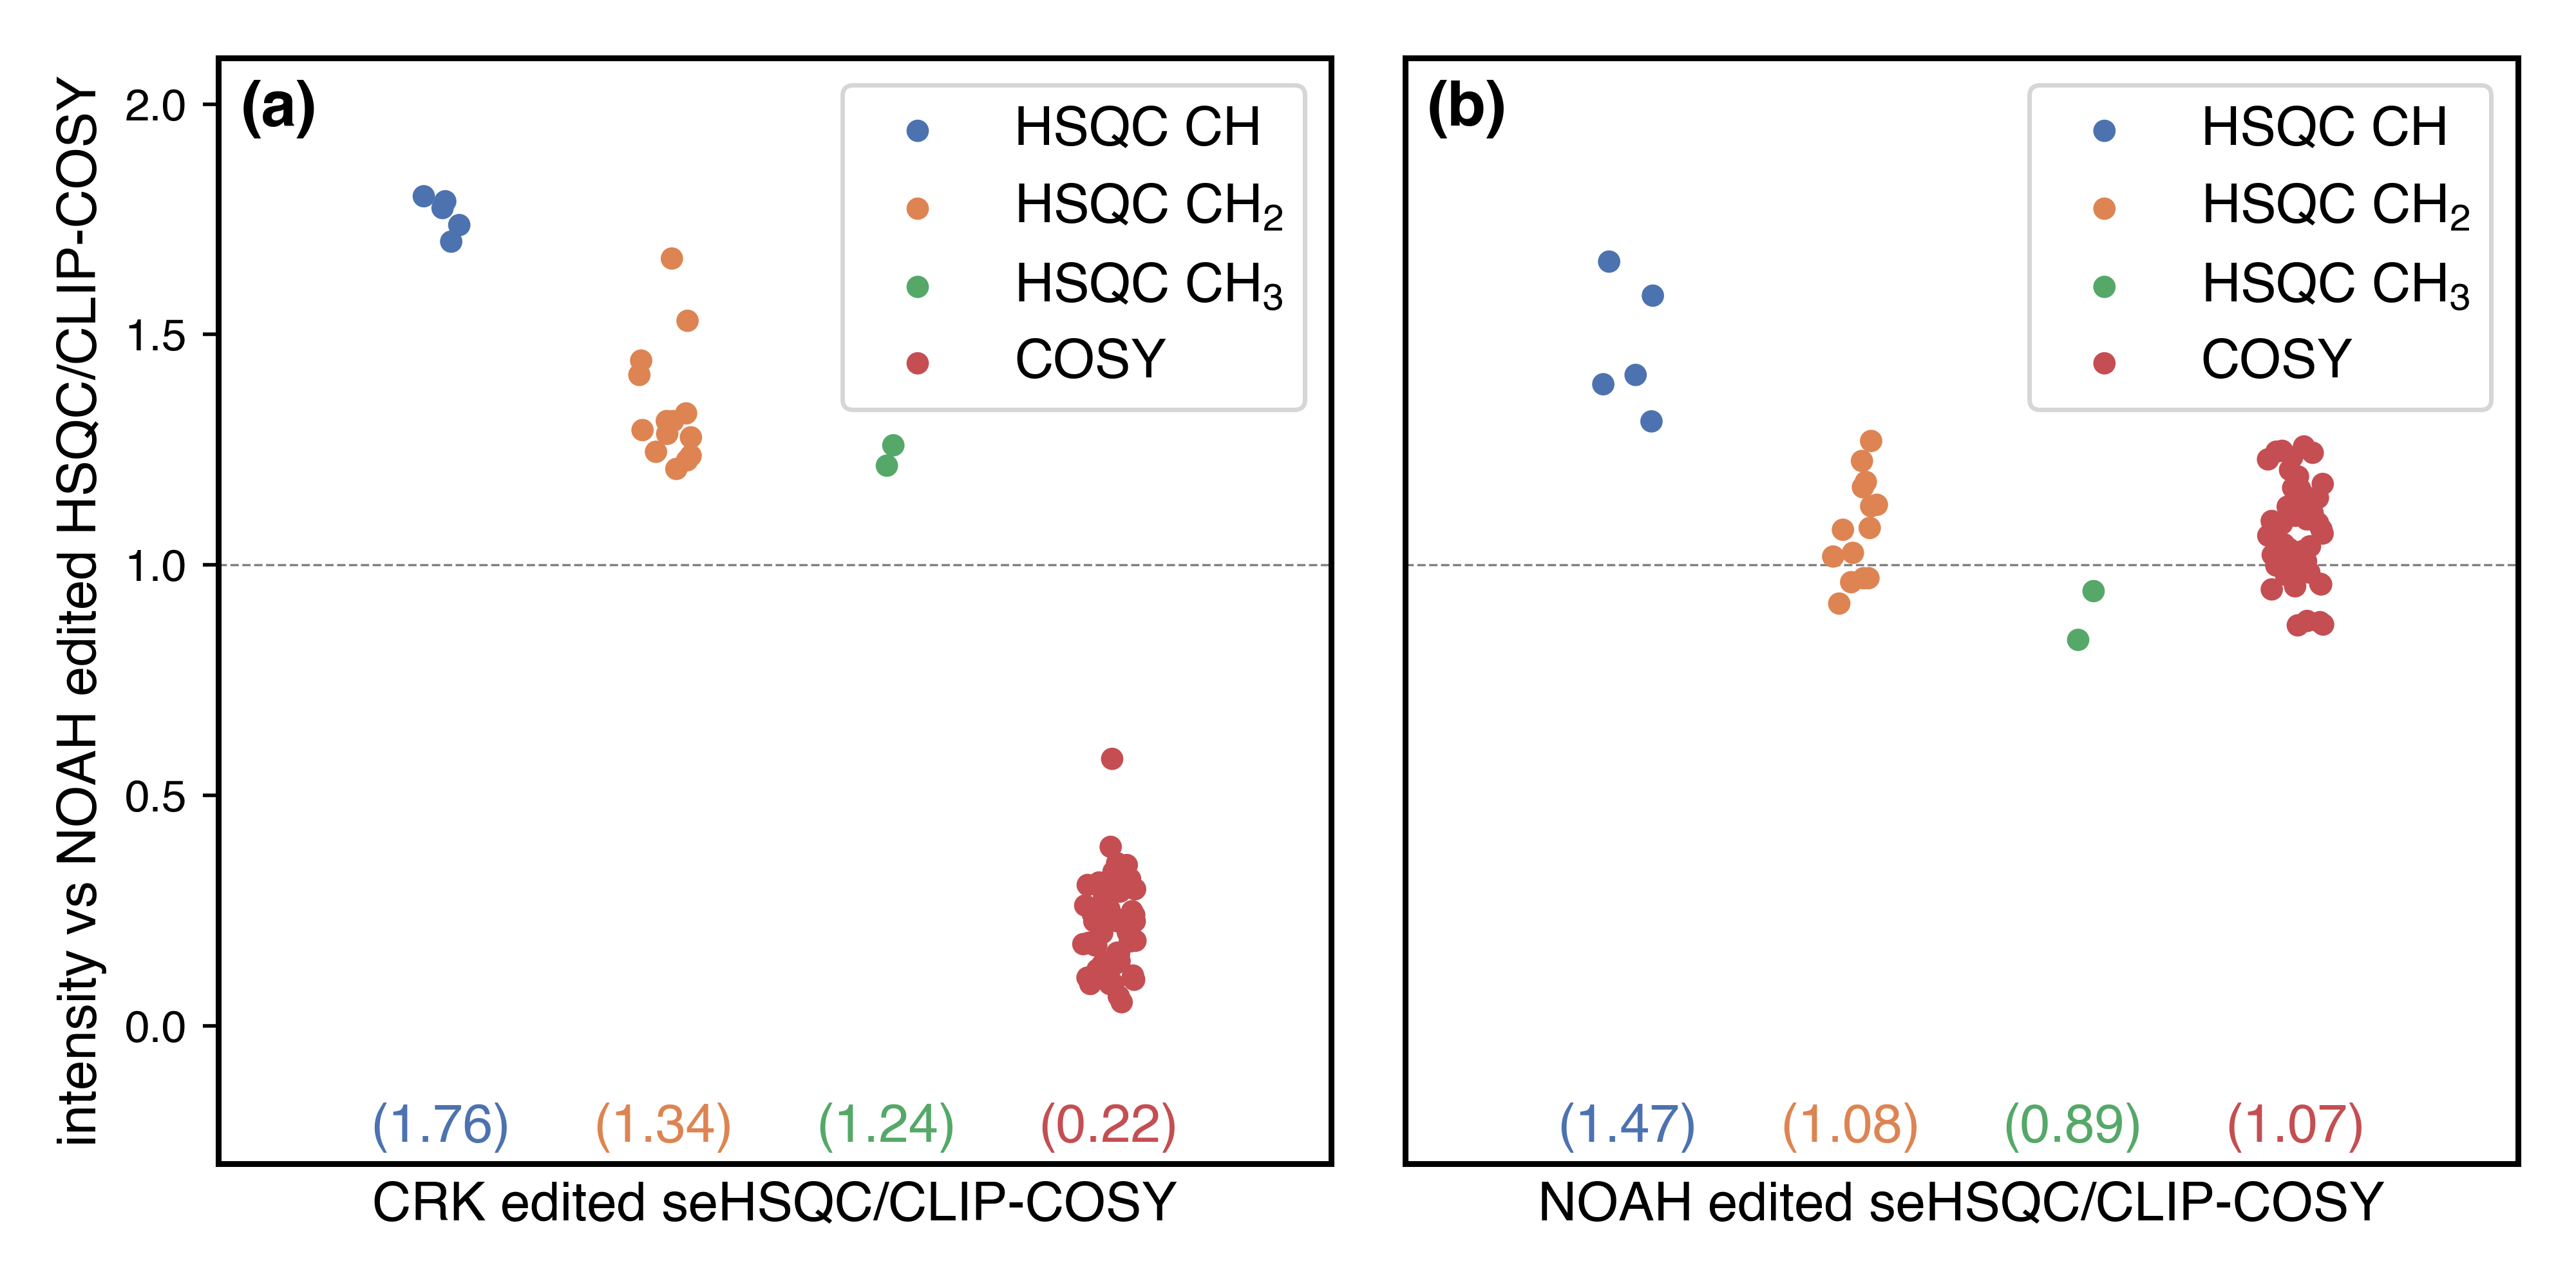 intensity vs NOAH edited HSQC/CLIP-COSY
2.0
1.5
1.0
0.5
0.0
(a)
HSQC CH
HSQC CH₂
HSQC CH₃
COSY
(1.76) (1.34) (1.24) (0.22)
CRK edited seHSQC/CLIP-COSY
(b)
HSQC CH
HSQC CH₂
HSQC CH₃
COSY
(1.47) (1.08) (0.89) (1.07)
NOAH edited seHSQC/CLIP-COSY